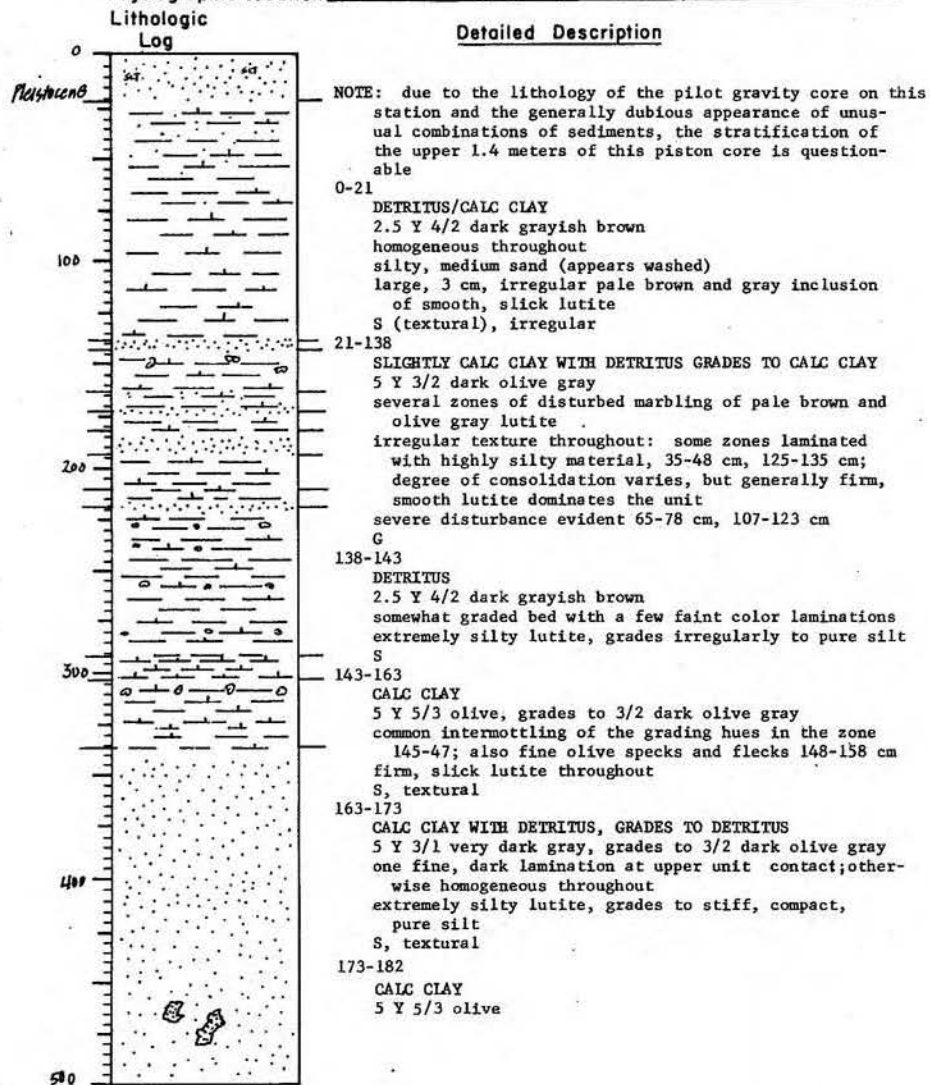 Lithologic
Log
Detailed Description
0
Pleistocene
100
200
300
400
500
NOTE: due to the lithology of the pilot gravity core on this
station and the generally dubious appearance of unus-
ual combinations of sediments, the stratification of
the upper 1.4 meters of this piston core is question-
able
0-21
DETRITUS/CALC CLAY
2.5 Y 4/2 dark grayish brown
homogeneous throughout
silty, medium sand (appears washed)
large, 3 cm, irregular pale brown and gray inclusion
of smooth, slick lutite
S (textural), irregular
21-138
SLIGHTLY CALC CLAY WITH DETRITUS GRADES TO CALC CLAY
5 Y 3/2 dark olive gray
several zones of disturbed marbling of pale brown and
olive gray lutite
irregular texture throughout: some zones laminated
with highly silty material, 35-48 cm, 125-135 cm;
degree of consolidation varies, but generally firm,
smooth lutite dominates the unit
severe disturbance evident 65-78 cm, 107-123 cm
G
138-143
DETRITUS
2.5 Y 4/2 dark grayish brown
somewhat graded bed with a few faint color laminations
extremely silty lutite, grades irregularly to pure silt
S
143-163
CALC CLAY
5 Y 5/3 olive, grades to 3/2 dark olive gray
common intermottling of the grading hues in the zone
145-47; also fine olive specks and flecks 148-158 cm
firm, slick lutite throughout
S, textural
163-173
CALC CLAY WITH DETRITUS, GRADES TO DETRITUS
5 Y 3/1 very dark gray, grades to 3/2 dark olive gray
one fine, dark lamination at upper unit contact;other-
wise homogeneous throughout
extremely silty lutite, grades to stiff, compact,
pure silt
S, textural
173-182
CALC CLAY
5 Y 5/3 olive